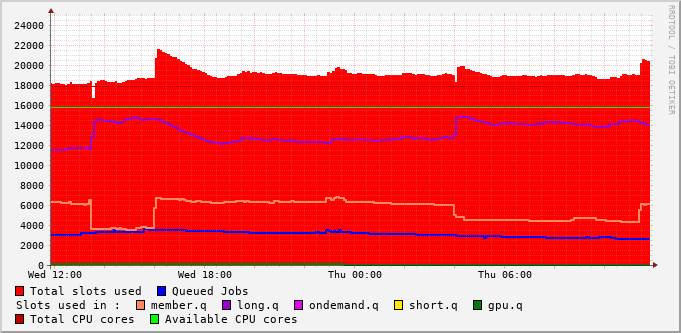 24000
22000
20000
18000
16000
14000
12000
10000
8000
6000
4000
2000
0
Wed 12:00 Wed 18:00 Thu 00:00 Thu 06:00
Total slots used Queued Jobs
Slots used in : member.q long.q ondemand.q short.q gpu.q
Total CPU cores Available CPU cores
RRDTOOL / TOBI OETIKER